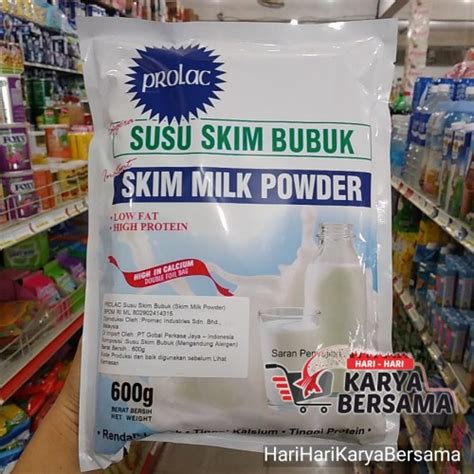 PROLAC
Segera
SUSU SKIM BUBUK
Instant
SKIM MILK POWDER
• LOW FAT
• HIGH PROTEIN
HIGH IN CALCIUM
DOUBLE FOIL BAG
PROLAC Susu Skim Bubuk (Skim Milk Powder)
BPOM RI ML 802902414315
Diproduksi Oleh : Promac Industries Sdn. Bhd.,
Malaysia
Di Import Oleh : PT Gobal Perkasa Jaya - Indonesia
Komposisi : Susu Skim Bubuk (Mengandung Alergen)
Berat Bersih : 600g
Kode Produksi dan baik digunakan sebelum Lihat
Kemasan
Saran
600g
BERAT BERSIH
NET WEIGHT
HARI - HARI
KARYA
BERSAMA
• Rendah • Tinggi Kalsium • Tinggi Protein
HariHariKaryaBersama
FOX'S
FOX'S